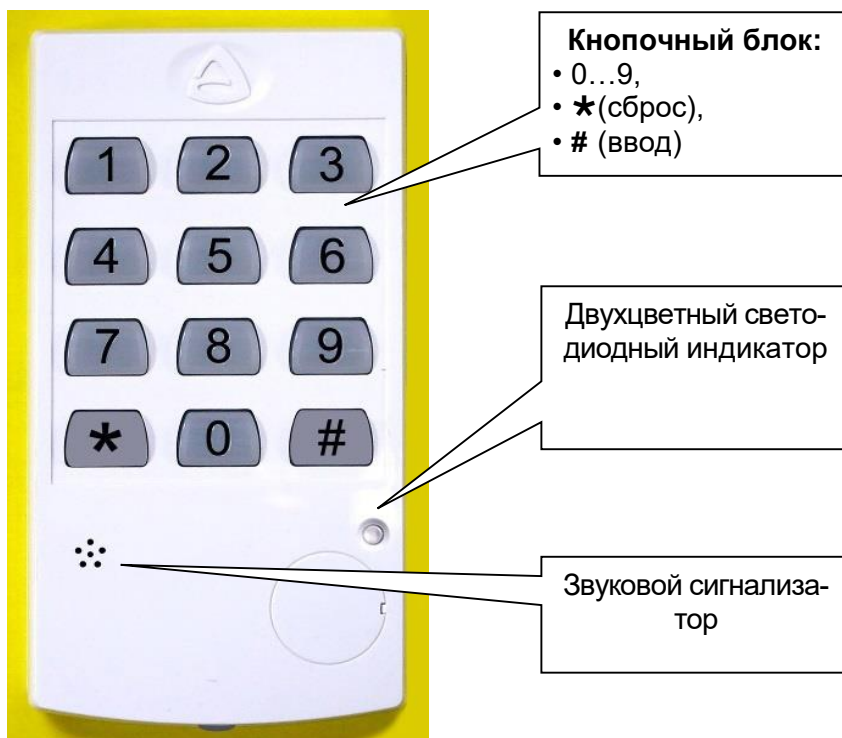 Кнопочный блок:
• 0…9,
• *(сброс),
• # (ввод)
1 2 3
4 5 6
7 8 9
* 0 #
Двухцветный свето-
диодный индикатор
Звуковой сигнализа-
тор